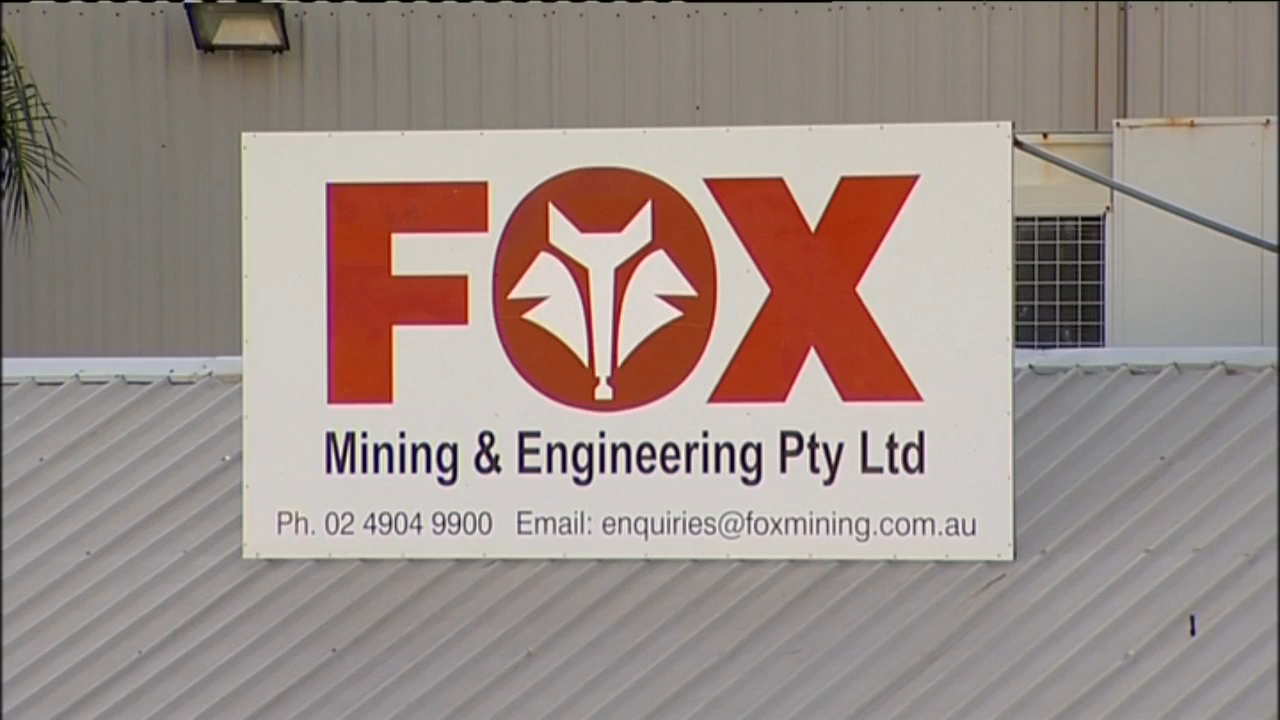 FOX
Mining & Engineering Pty Ltd
Ph. 02 4904 9900 Email: enquiries@foxmining.com.au